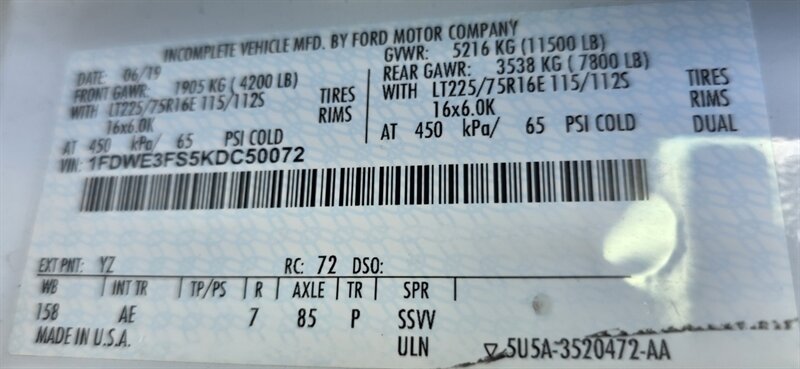 INCOMPLETE VEHICLE MFD. BY FORD MOTOR COMPANY
DATE: 06/19
GVWR: 5216 KG (11500 LB)
FRONT GAWR: 1905 KG (4200 LB)
REAR GAWR: 3538 KG (7800 LB)
WITH LT225/75R16E 115/112S TIRES
WITH LT225/75R16E 115/112S TIRES
16x6.0K RIMS
16x6.0K RIMS
AT 450 kPa/ 65 PSI COLD
AT 450 kPa/ 65 PSI COLD DUAL
VIN: 1FDWE3FS5KDC50072
EXT PNT: YZ RC: 72 DSO:
WB INT TR TP/PS R AXLE TR SPR
158 AE 7 85 P SSVV
MADE IN U.S.A. ULN 5U5A-3520472-AA